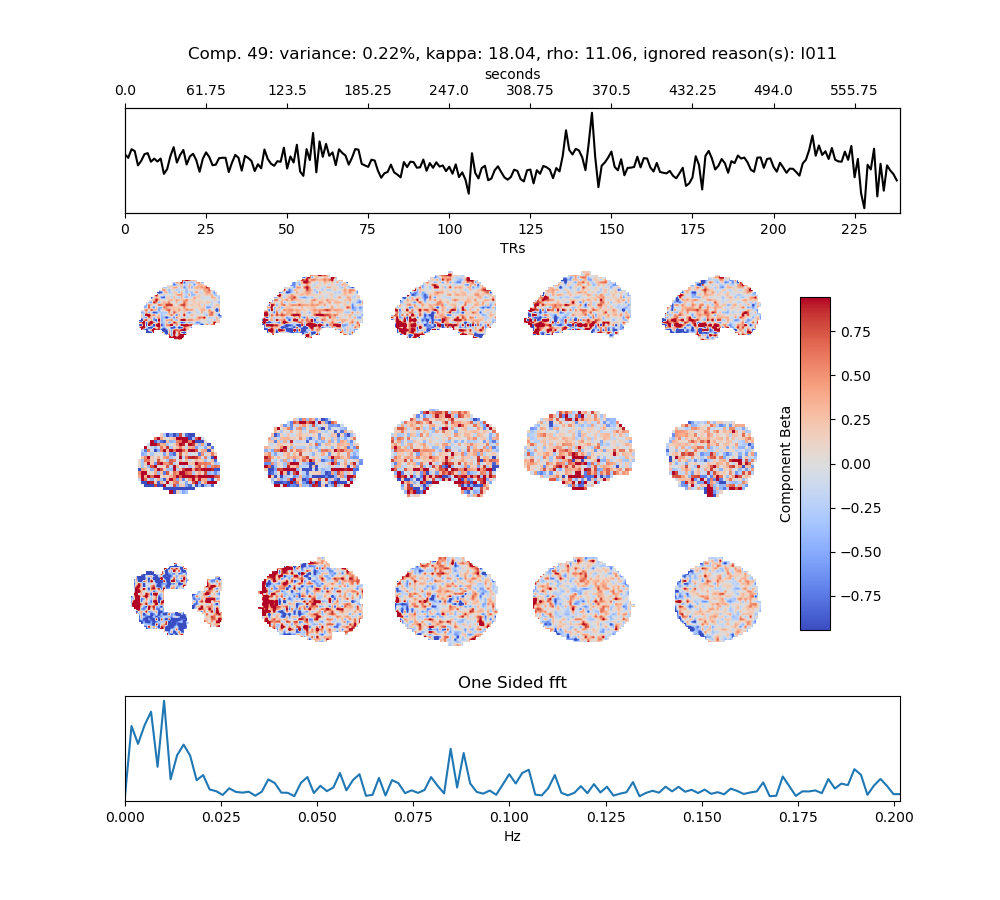 Comp. 49: variance: 0.22%, kappa: 18.04, rho: 11.06, ignored reason(s): I011
seconds
0.0 61.75 123.5 185.25 247.0 308.75 370.5 432.25 494.0 555.75
0 25 50 75 100 125 150 175 200 225
TRs
0.75
0.50
0.25
0.00
−0.25
−0.50
−0.75
Component Beta
One Sided fft
0.000 0.025 0.050 0.075 0.100 0.125 0.150 0.175 0.200
Hz